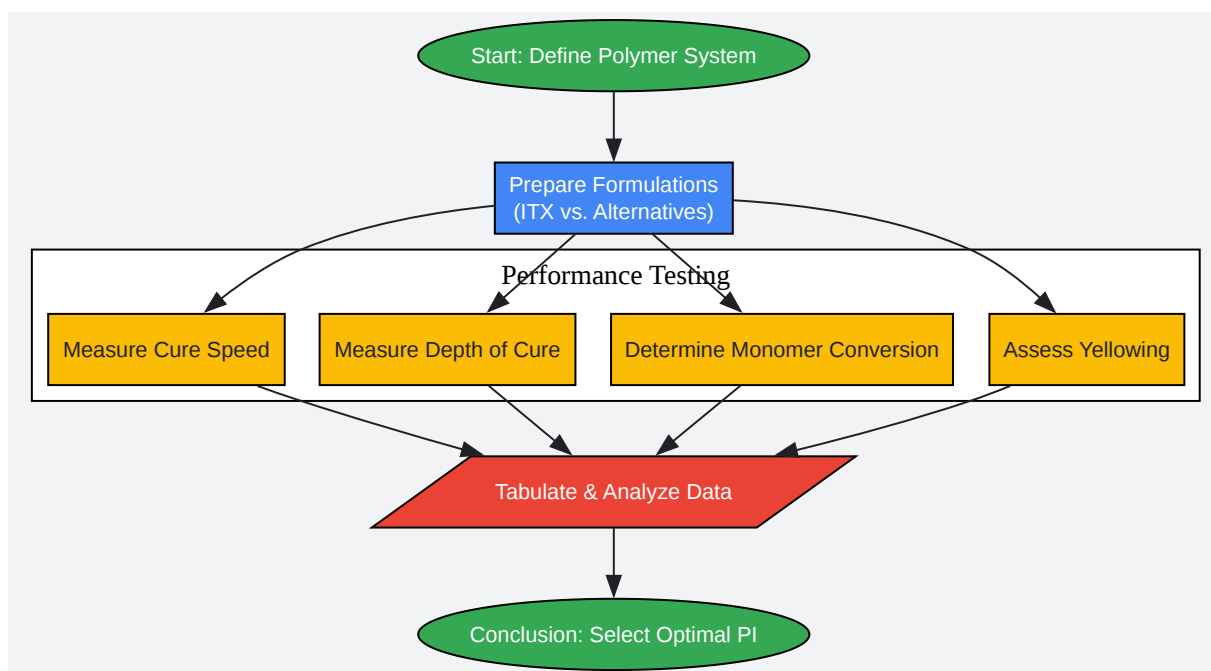 Start: Define Polymer System
Prepare Formulations
(ITX vs. Alternatives)
Performance Testing
Measure Cure Speed
Measure Depth of Cure
Determine Monomer Conversion
Assess Yellowing
Tabulate & Analyze Data
Conclusion: Select Optimal PI